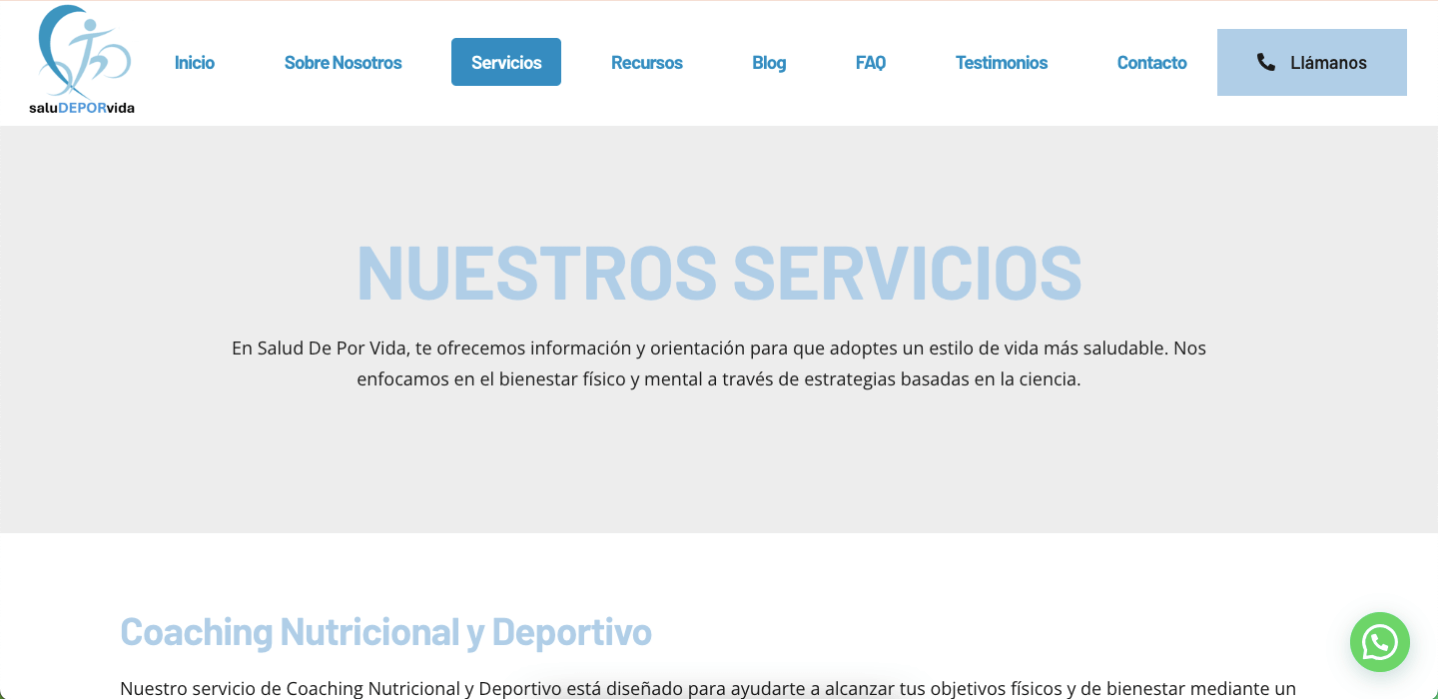 saluDEPORvida
Inicio
Sobre Nosotros
Servicios
Recursos
Blog
FAQ
Testimonios
Contacto
Llámanos
NUESTROS SERVICIOS
En Salud De Por Vida, te ofrecemos información y orientación para que adoptes un estilo de vida más saludable. Nos
enfocamos en el bienestar físico y mental a través de estrategias basadas en la ciencia.
Coaching Nutricional y Deportivo
Nuestro servicio de Coaching Nutricional y Deportivo está diseñado para ayudarte a alcanzar tus objetivos físicos y de bienestar mediante un